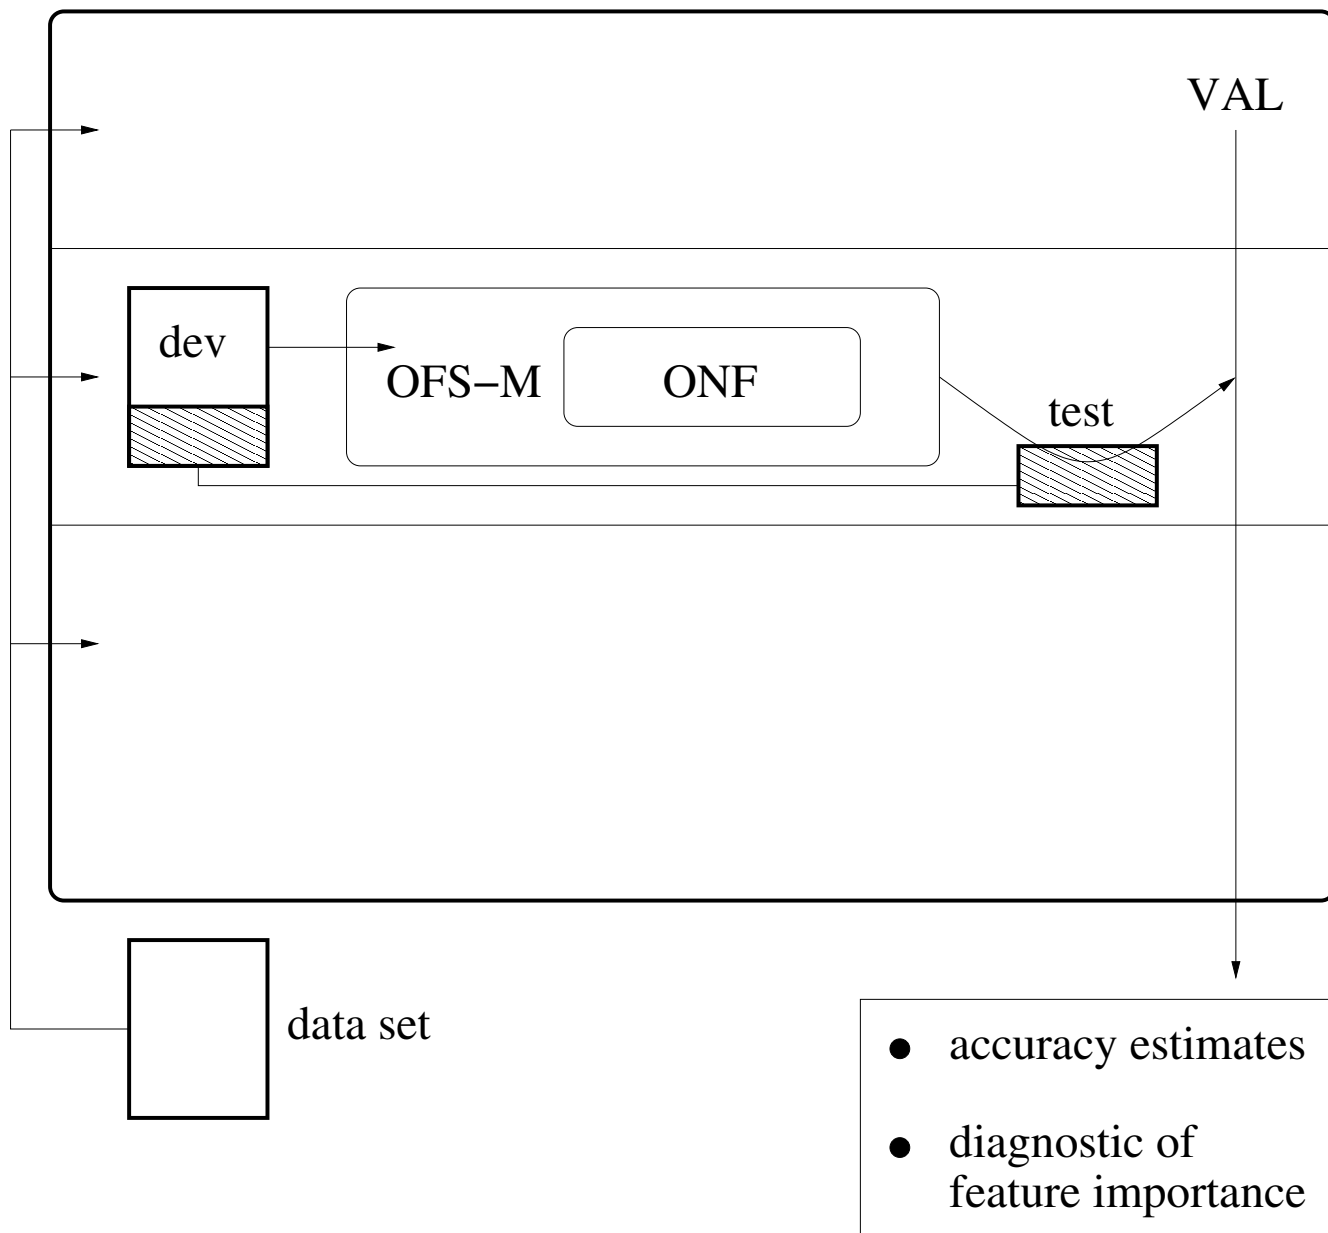 VAL
dev
OFS−M
ONF
test
data set
● accuracy estimates
● diagnostic of
feature importance